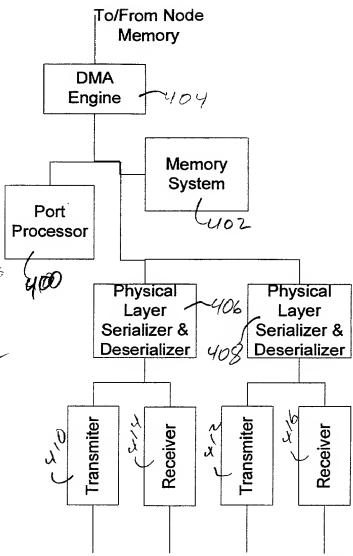 To/From Node
Memory
DMA
Engine
404
Memory
System
402
Port
Processor
400
Physical
Layer
Serializer &
Deserializer
406
Physical
Layer
Serializer &
Deserializer
408
Transmiter
410
Receiver
414
Transmiter
412
Receiver
416